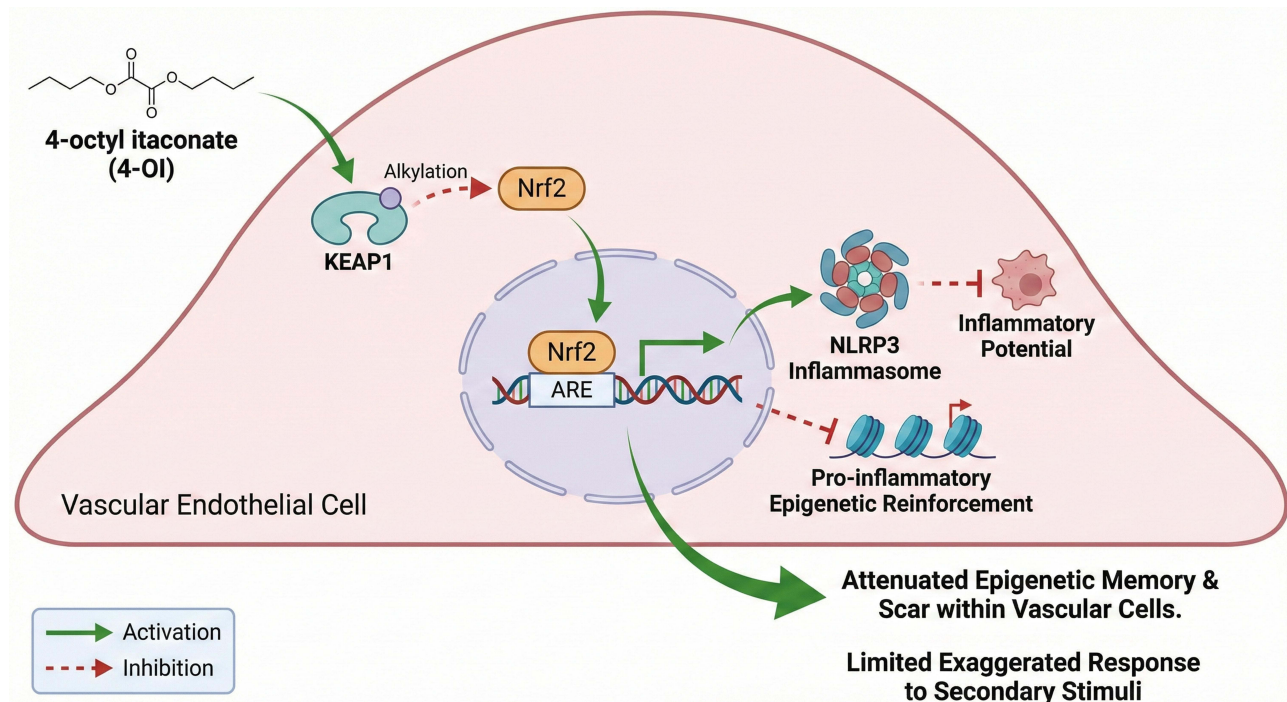 O
O
O
O
4-octyl itaconate
(4-OI)
Alkylation
Nrf2
KEAP1
Nrf2
ARE
NLRP3
Inflammasome
Inflammatory
Potential
Pro-inflammatory
Epigenetic Reinforcement
Vascular Endothelial Cell
Attenuated Epigenetic Memory &
Scar within Vascular Cells.
Limited Exaggerated Response
to Secondary Stimuli
Activation
Inhibition